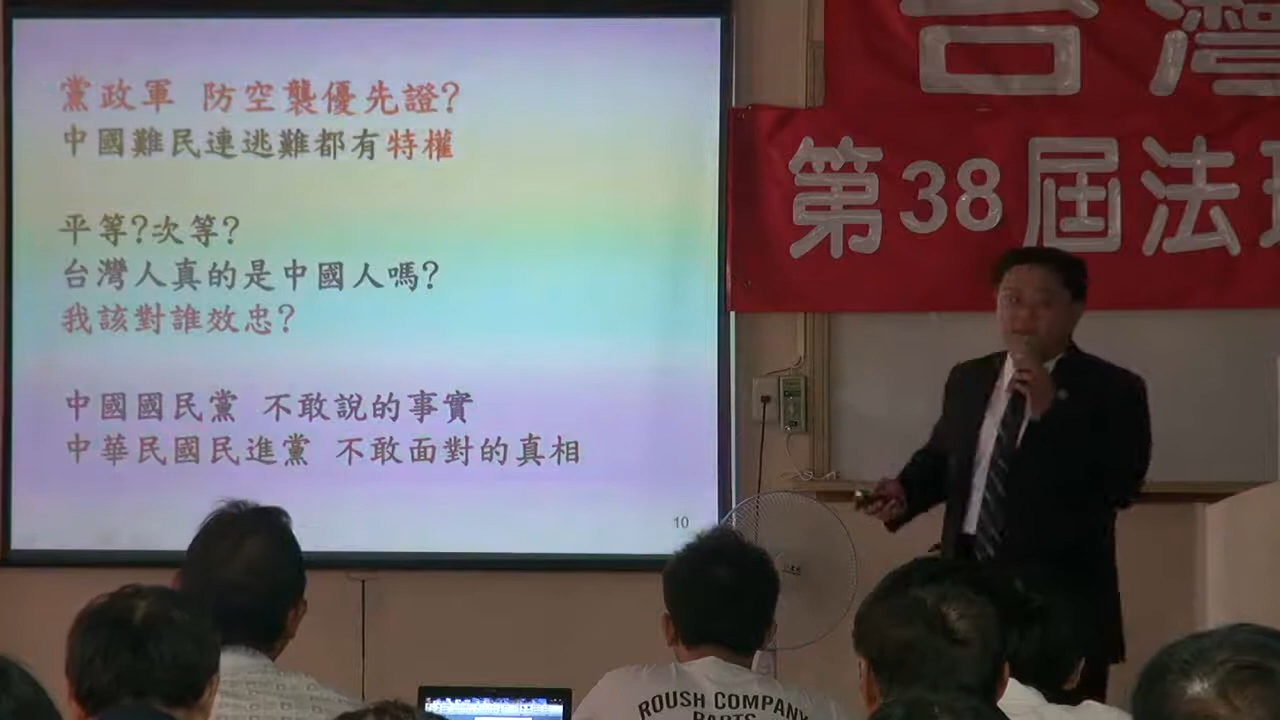 黨政軍 防空襲優先證?
中國難民連逃難都有特權
平等?次等?
台灣人真的是中國人嗎?
我該對誰效忠?
中國國民黨 不敢說的事實
中華民國民進黨 不敢面對的真相
10
台灣
第38屆法
ROUSH COMPANY
PARTS